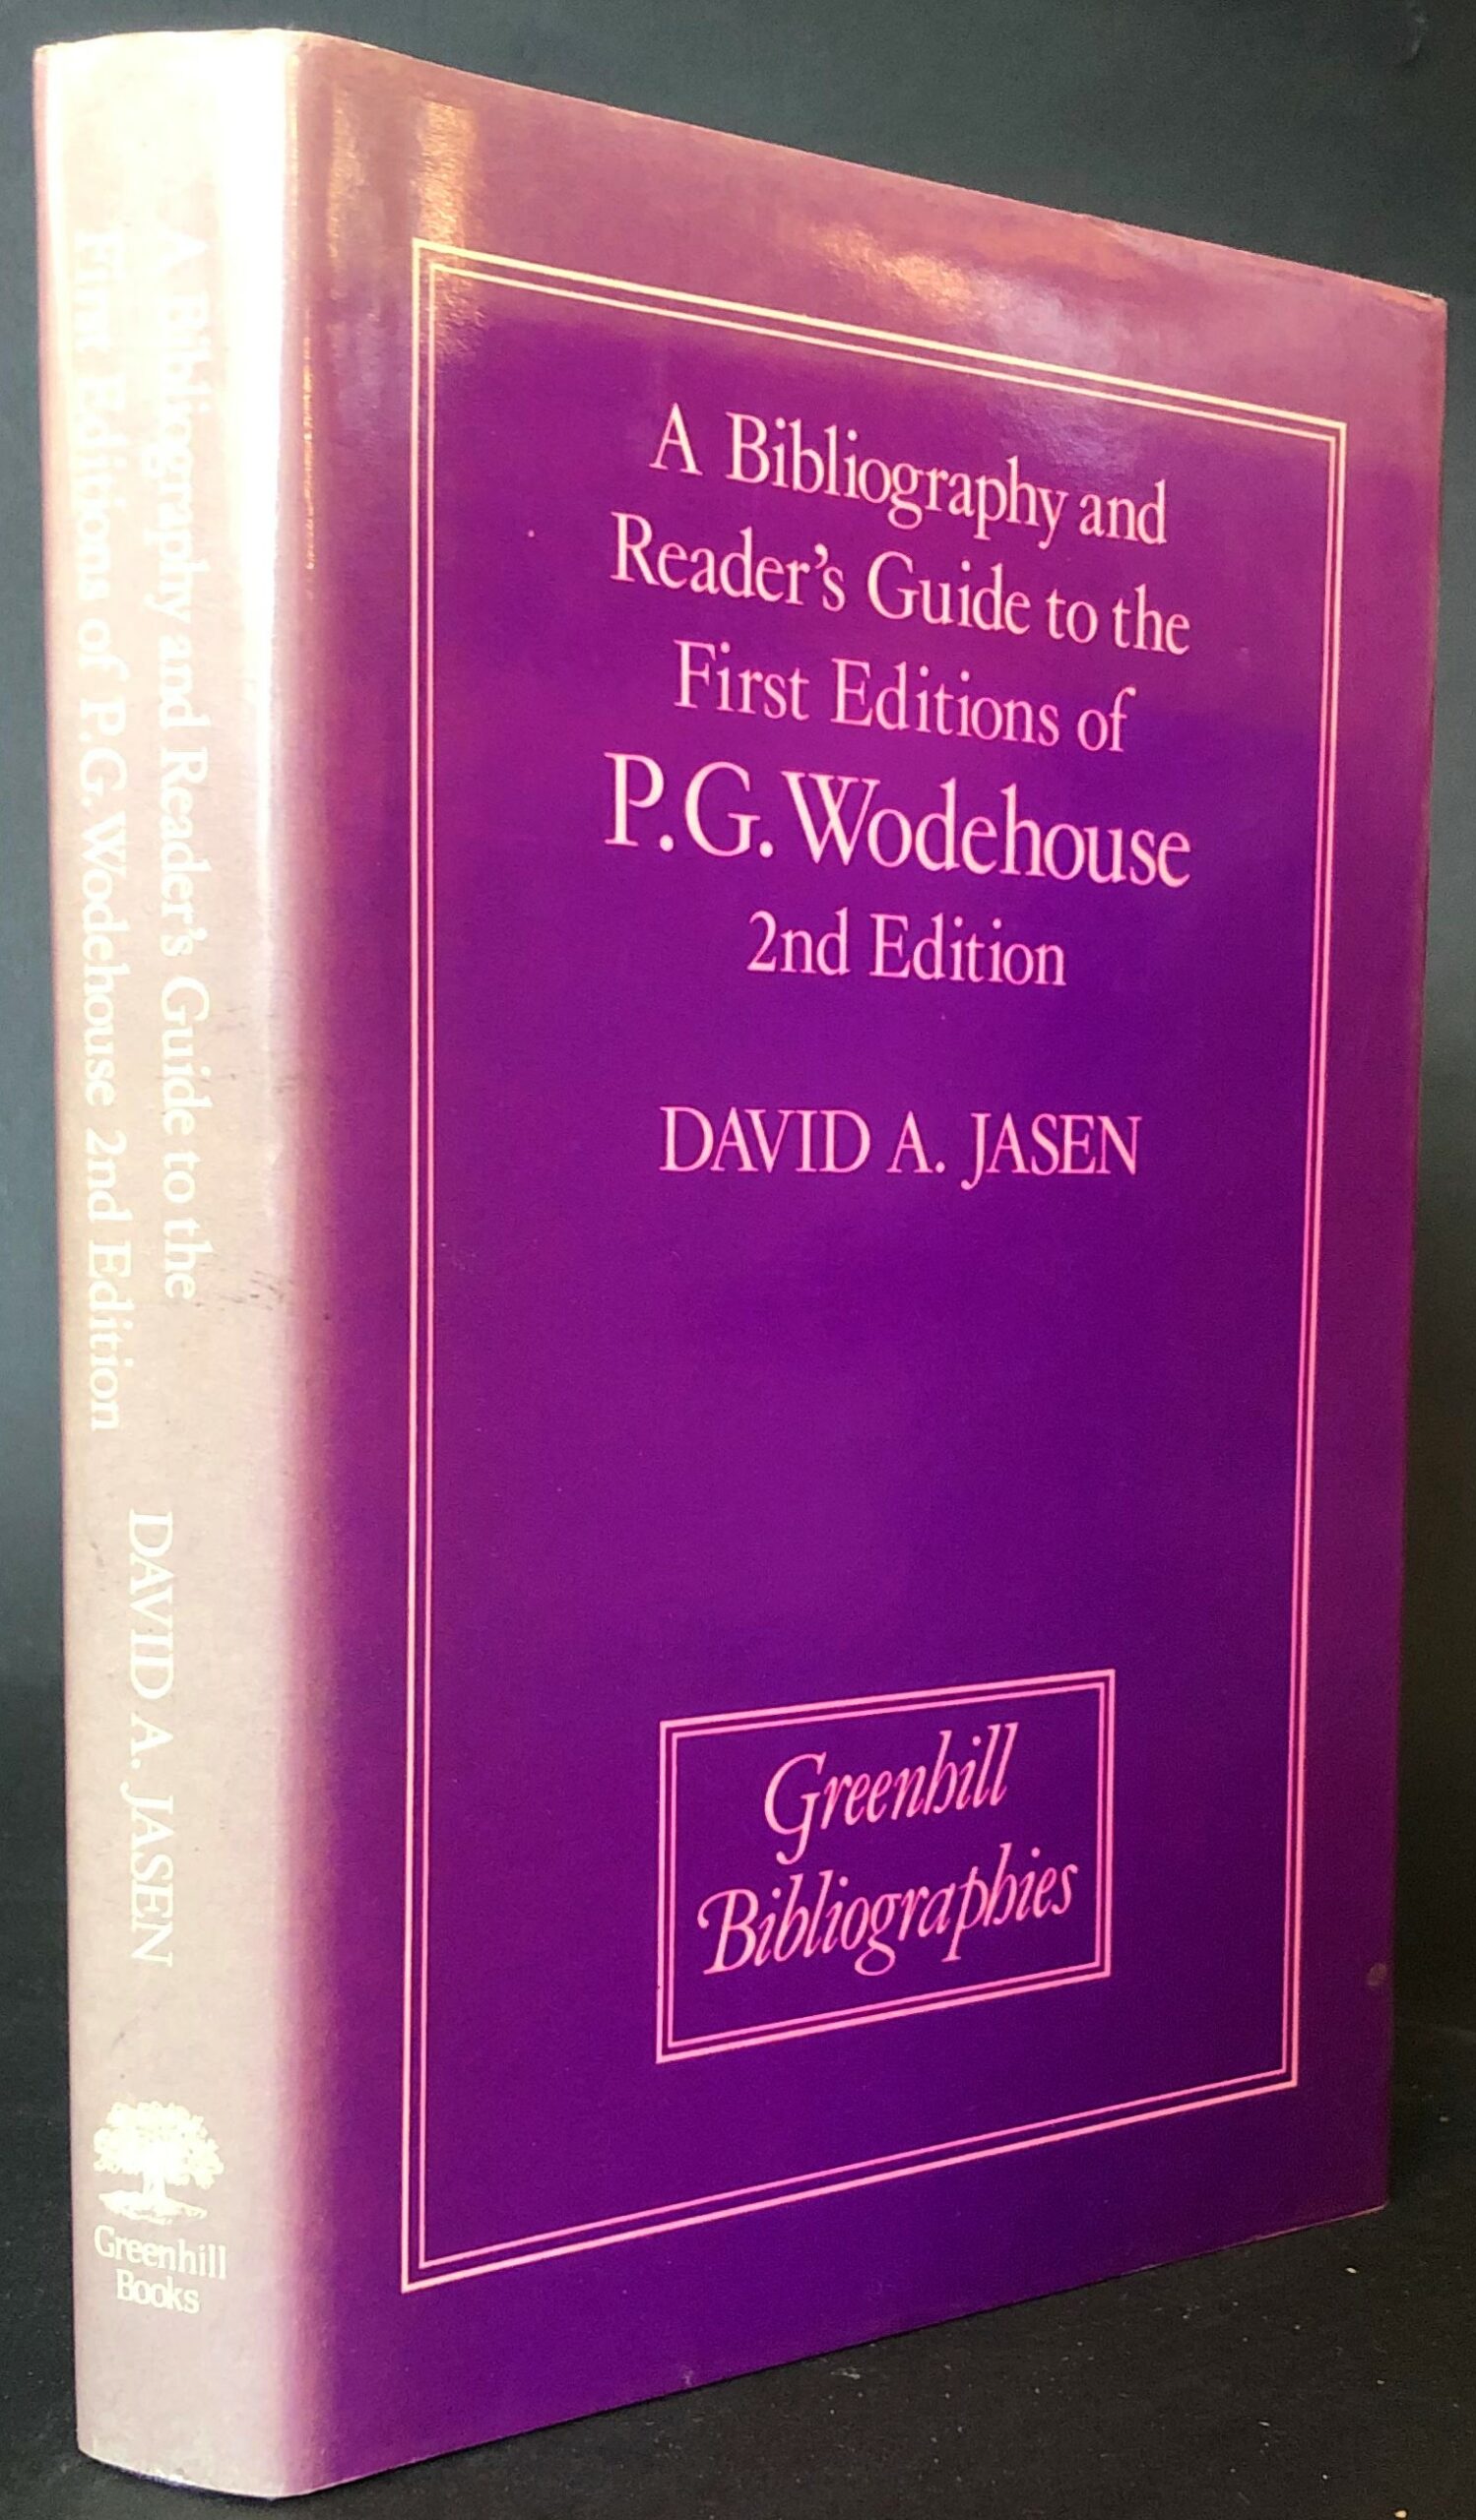 A Bibliography and
Reader's Guide to the
First Editions of
P.G. Wodehouse
2nd Edition
DAVID A. JASEN
Greenhill
Bibliographies
A Bibliography and Reader's Guide to the
First Editions of P.G. Wodehouse 2nd Edition
DAVID A. JASEN
Greenhill
Books